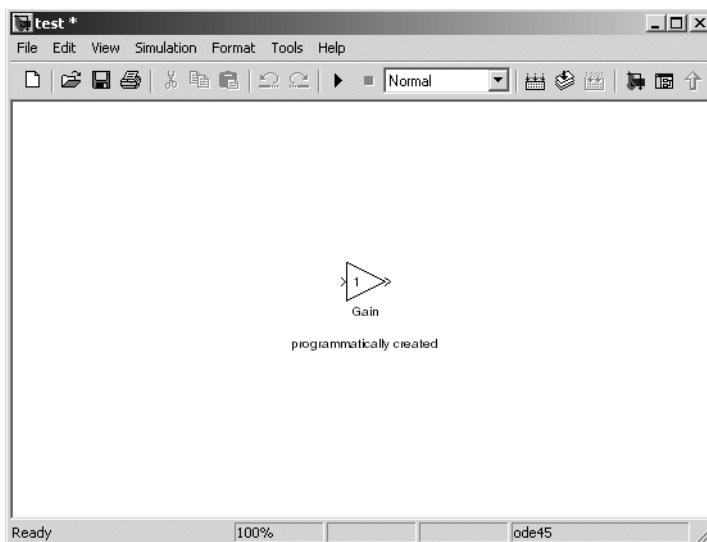 test *
File Edit View Simulation Format Tools Help
Normal
1
Gain
programmatically created
Ready 100% ode45